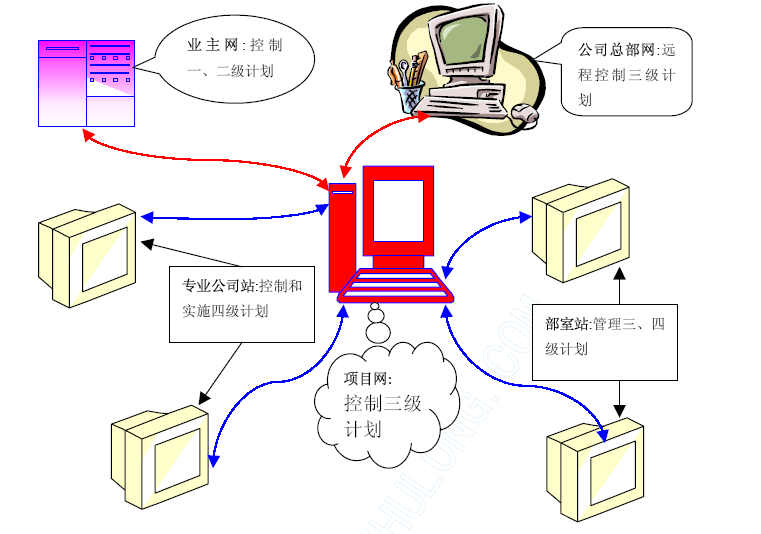 业主网:控制
一、二级计划
公司总部网:远
程控制三级计
划
专业公司站:控制和
实施四级计划
部室站:管理三、四
级计划
项目网:
控制三级
计划
HULONG.COM